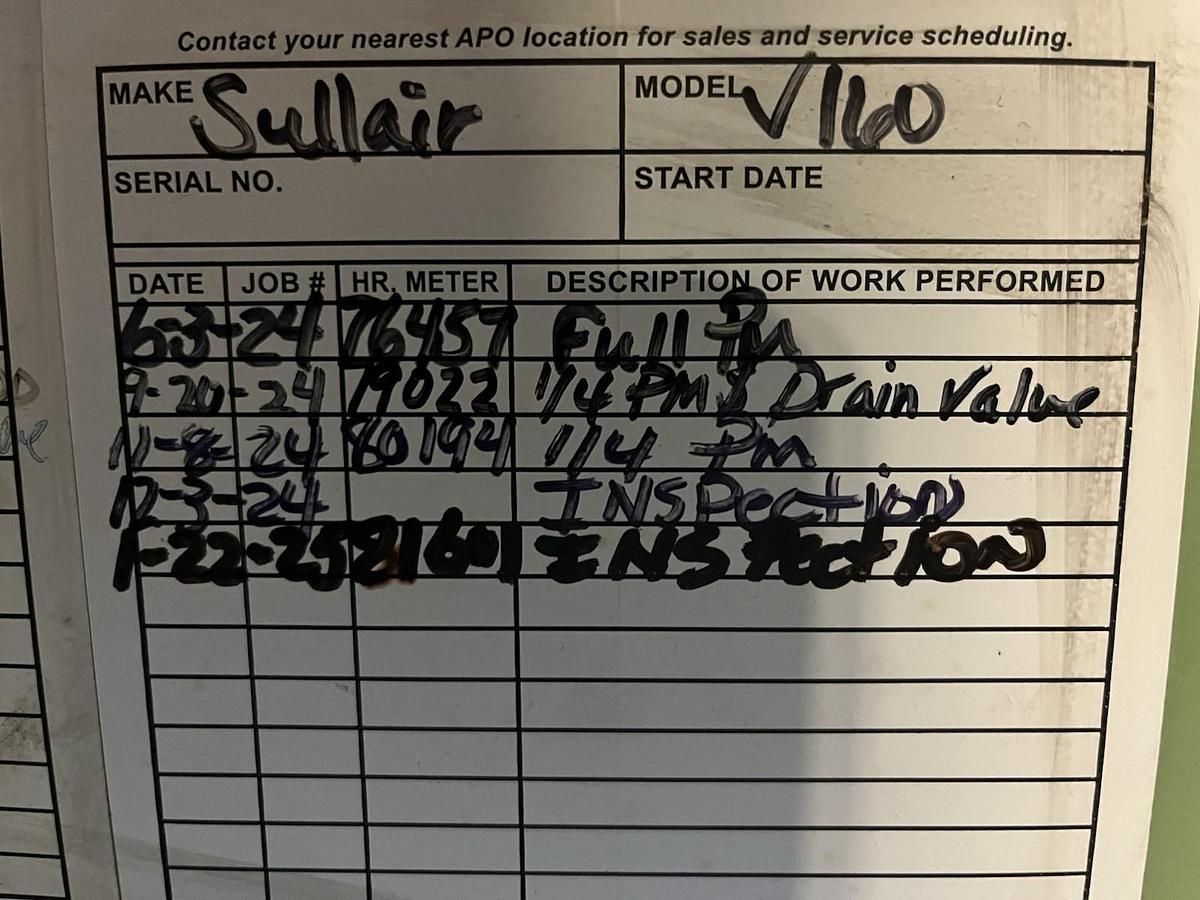 Contact your nearest APO location for sales and service scheduling.
MAKE Sullair MODEL V160
SERIAL NO. START DATE
DATE JOB # HR. METER DESCRIPTION OF WORK PERFORMED
6-3-24 76457 Full Pm
9-20-24 79022 1/4 PM & Drain Valve
11-8-24 80194 1/4 Pm
12-3-24 INSPection
1-22-25 81601 INSPection